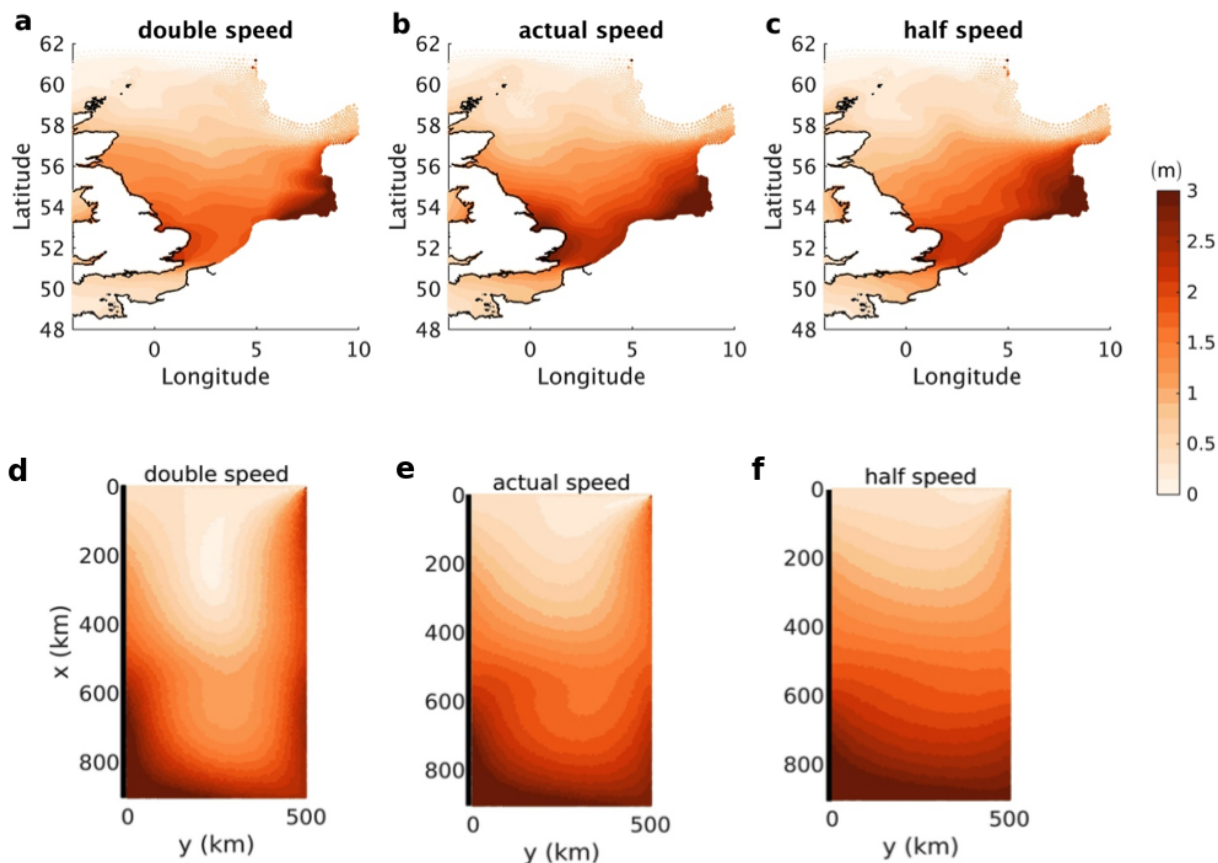 a double speed
b actual speed
c half speed
62
60
58
56
54
52
50
48
Latitude
0 5 10
Longitude
62
60
58
56
54
52
50
48
Latitude
0 5 10
Longitude
62
60
58
56
54
52
50
48
Latitude
0 5 10
Longitude
(m)
3
2.5
2
1.5
1
0.5
0
d double speed
0
200
400
600
800
x (km)
0 500
y (km)
e actual speed
0
200
400
600
800
0 500
y (km)
f half speed
0
200
400
600
800
0 500
y (km)